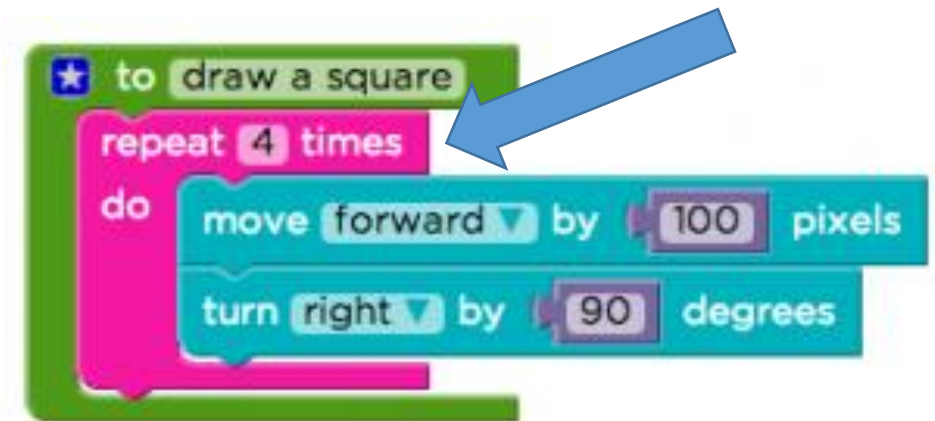 to draw a square
repeat 4 times
do
move forward by 100 pixels
turn right by 90 degrees